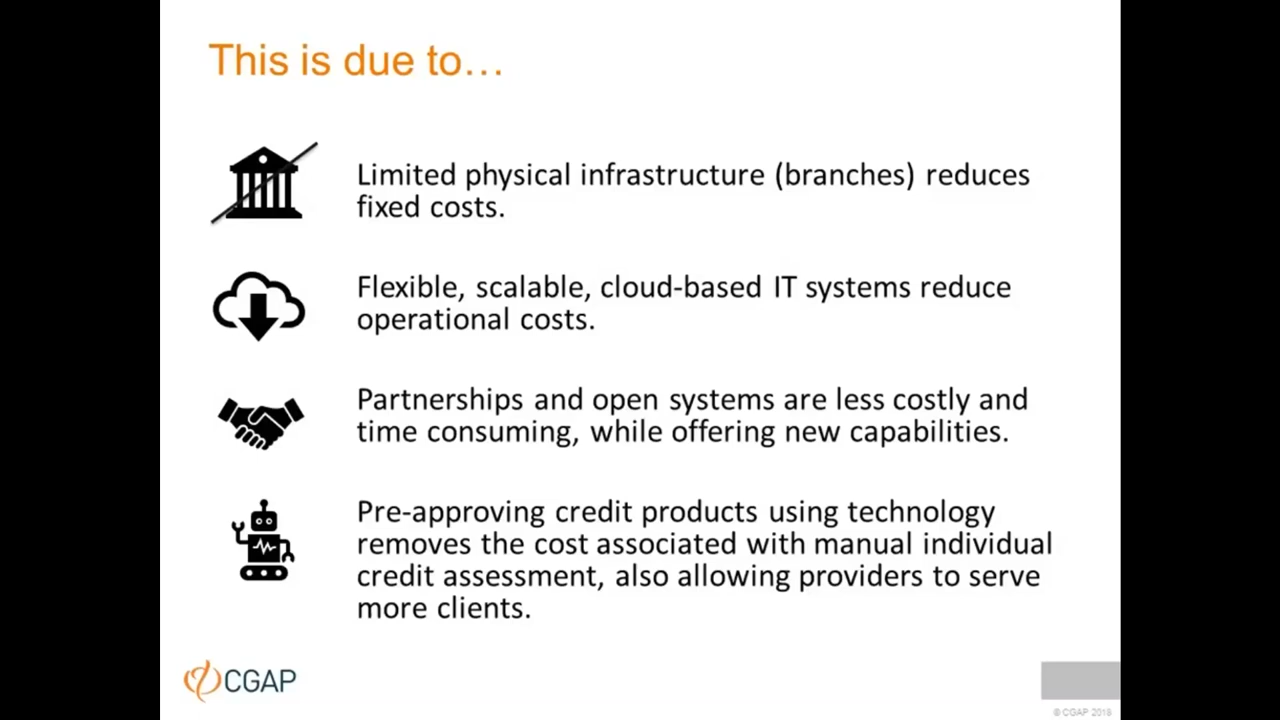 This is due to…
Limited physical infrastructure (branches) reduces
fixed costs.
Flexible, scalable, cloud-based IT systems reduce
operational costs.
Partnerships and open systems are less costly and
time consuming, while offering new capabilities.
Pre-approving credit products using technology
removes the cost associated with manual individual
credit assessment, also allowing providers to serve
more clients.
CGAP
© CGAP 2018